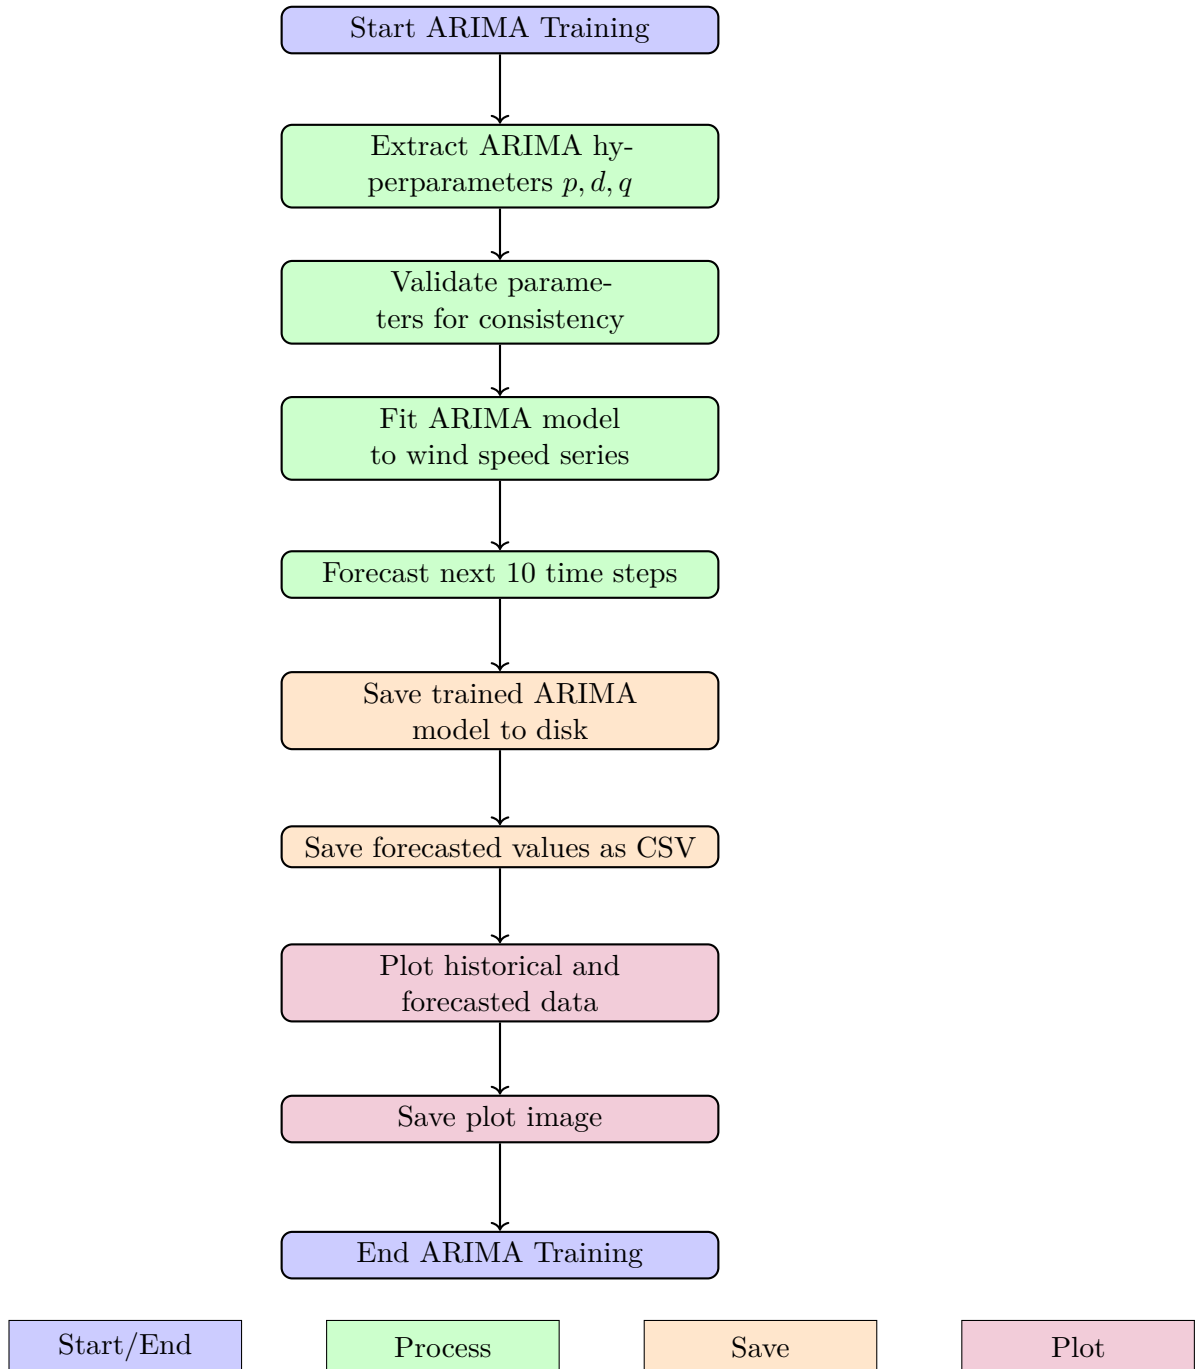 Start ARIMA Training
Extract ARIMA hy-
perparameters p, d, q
Validate parame-
ters for consistency
Fit ARIMA model
to wind speed series
Forecast next 10 time steps
Save trained ARIMA
model to disk
Save forecasted values as CSV
Plot historical and
forecasted data
Save plot image
End ARIMA Training
Start/End
Process
Save
Plot